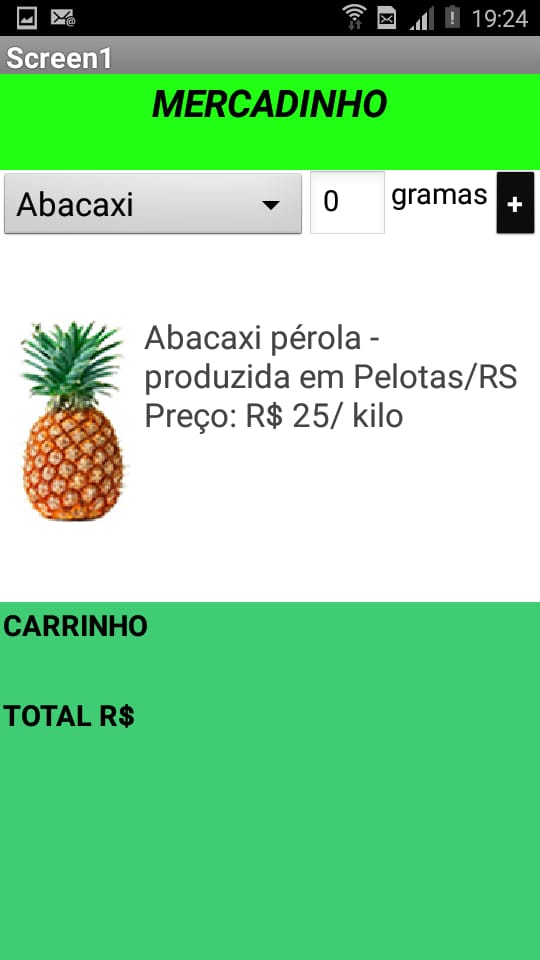 19:24
Screen1
MERCADINHO
Abacaxi 0 gramas +
Abacaxi pérola -
produzida em Pelotas/RS
Preço: R$ 25/ kilo
CARRINHO
TOTAL R$